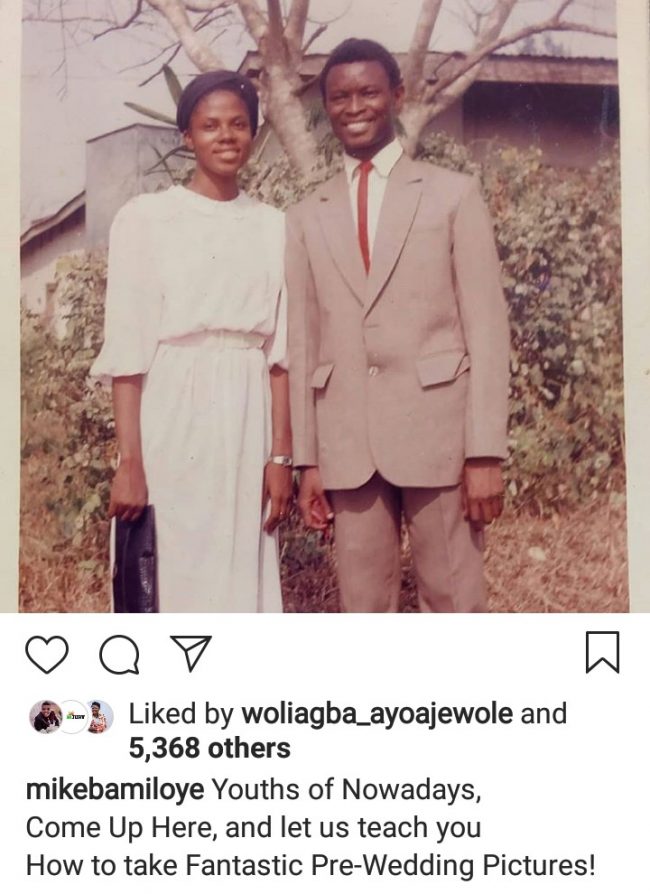 Liked by woliagba_ayoajewole and
5,368 others
mikebamiloye Youths of Nowadays,
Come Up Here, and let us teach you
How to take Fantastic Pre-Wedding Pictures!